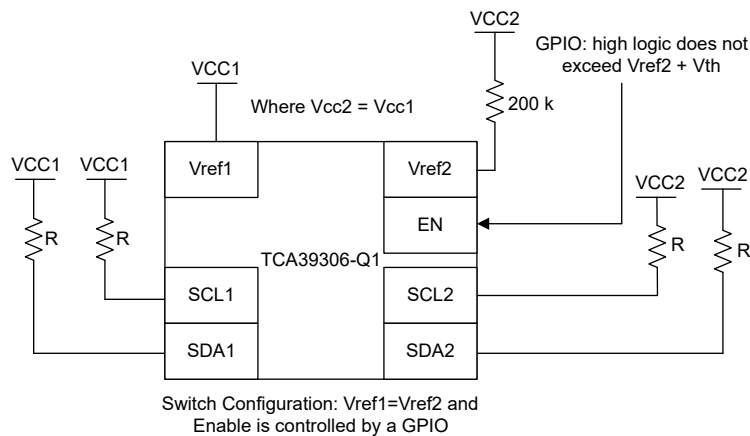 VCC2
GPIO: high logic does not
exceed Vref2 + Vth
VCC1
Where Vcc2 = Vcc1
200 k
VCC1
VCC1
Vref1
Vref2
VCC2
VCC2
EN
R
R
R
R
TCA39306-Q1
SCL1
SCL2
SDA1
SDA2
Switch Configuration: Vref1=Vref2 and
Enable is controlled by a GPIO